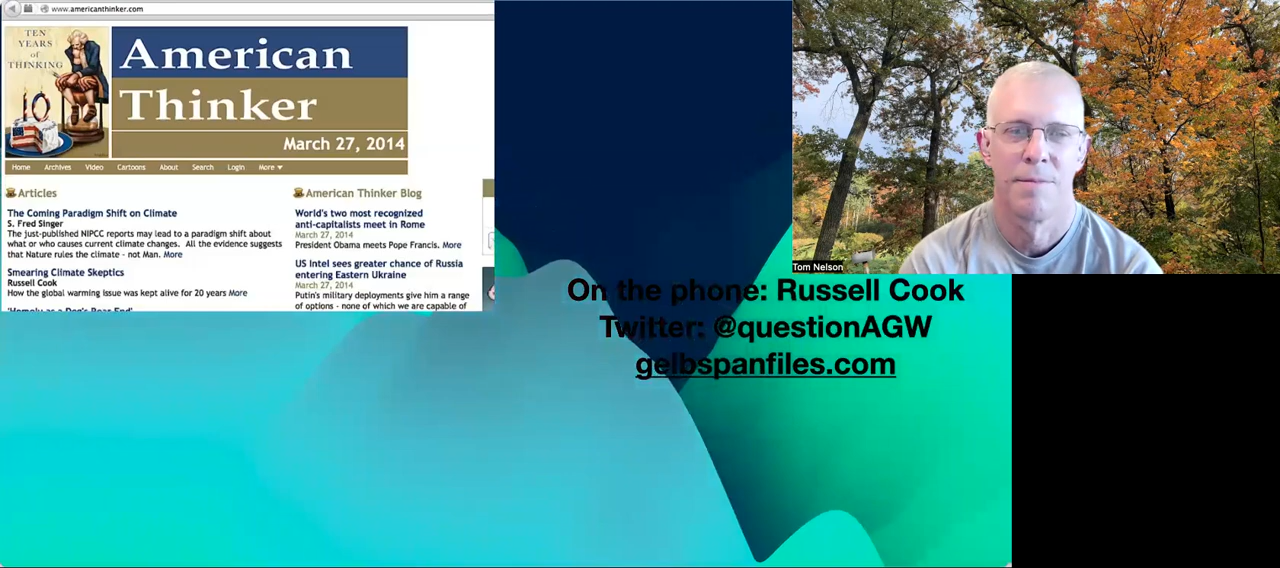 www.americanthinker.com
TEN
YEARS
of
THINKING
10
American
Thinker
March 27, 2014
Home Archives Video Cartoons About Search Login More
Articles
The Coming Paradigm Shift on Climate
S. Fred Singer
The just-published NIPCC reports may lead to a paradigm shift about
what or who causes current climate changes. All the evidence suggests
that Nature rules the climate - not Man. More
Smearing Climate Skeptics
Russell Cook
How the global warming issue was kept alive for 20 years More
'Homely as a Dog's Rear End'
American Thinker Blog
World's two most recognized
anti-capitalists meet in Rome
March 27, 2014
President Obama meets Pope Francis. More
US Intel sees greater chance of Russia
entering Eastern Ukraine
March 27, 2014
Putin's military deployments give him a range
of options - none of which we are capable of
Tom Nelson
On the phone: Russell Cook
Twitter: @questionAGW
gelbspanfiles.com